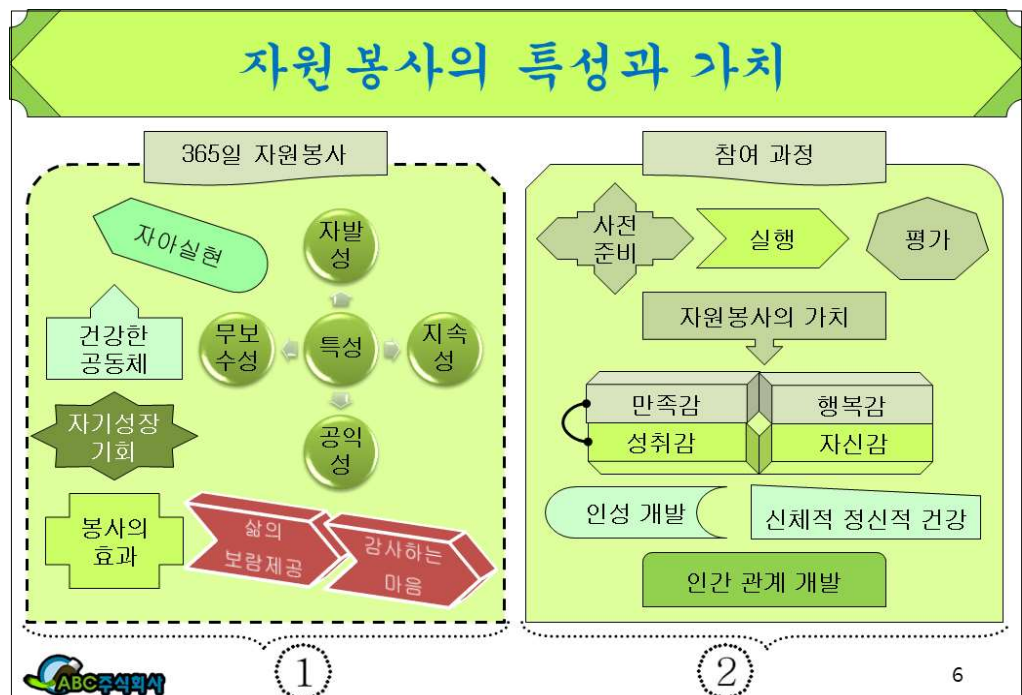 자원봉사의 특성과 가치
365일 자원봉사
자아실현
건강한
공동체
자기성장
기회
봉사의
효과
자발
성
무보
수성
특성
지속
성
공익
성
삶의
보람제공
감사하는
마음
1
참여 과정
사전
준비
실행
평가
자원봉사의 가치
만족감
행복감
성취감
자신감
인성 개발
신체적 정신적 건강
인간 관계 개발
2
ABC주식회사
6